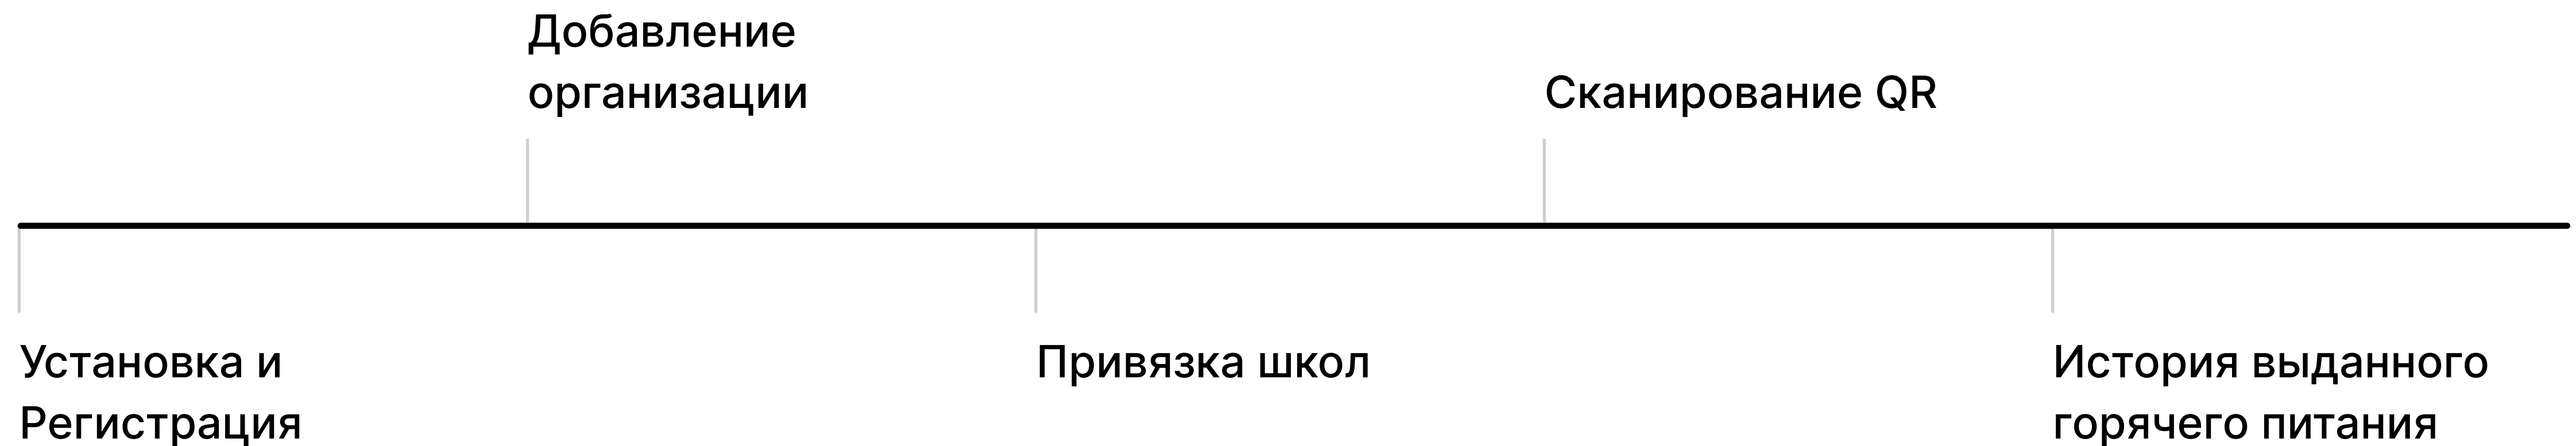 Добавление
организации
Сканирование QR
Установка и
Регистрация
Привязка школ
История выданного
горячего питания